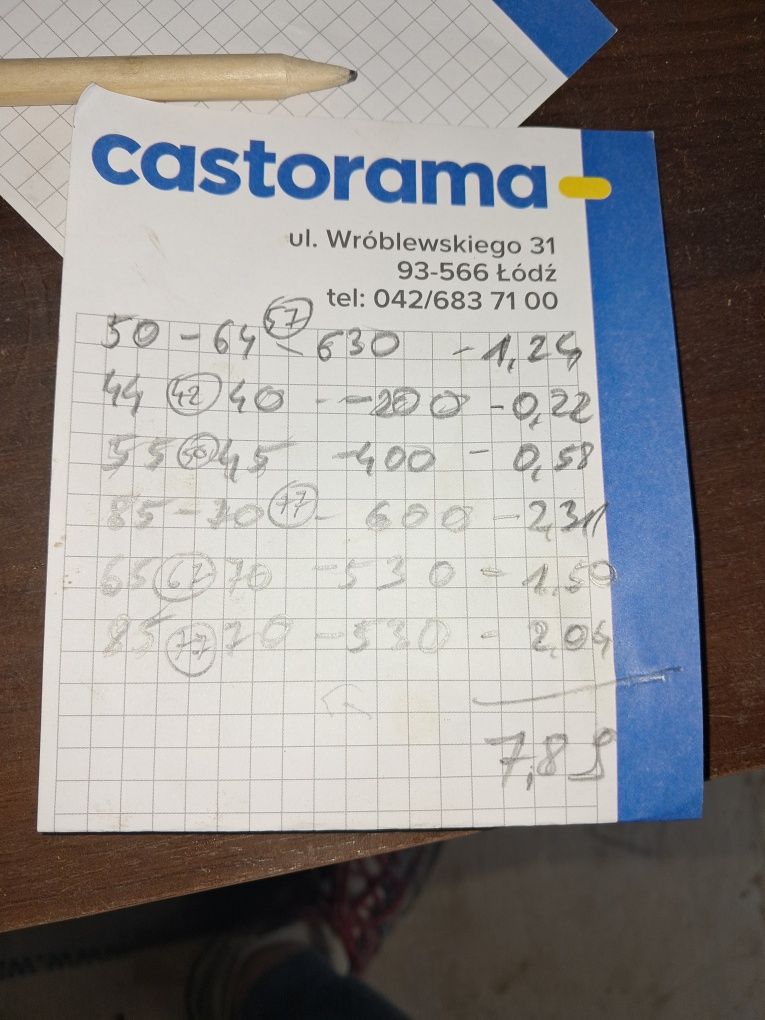 castorama
ul. Wróblewskiego 31
93-566 Łódź
tel: 042/683 71 00
50 - 64 (57) - 630 - 1,24
44 (42) 40 - - 200 - 0,22
55 (50) 45 - 400 - 0,58
85 - 70 (77) - 600 - 2,31
65 (67) 70 - 530 - 1,50
85 (77) 70 - 530 - 2,04
7,89